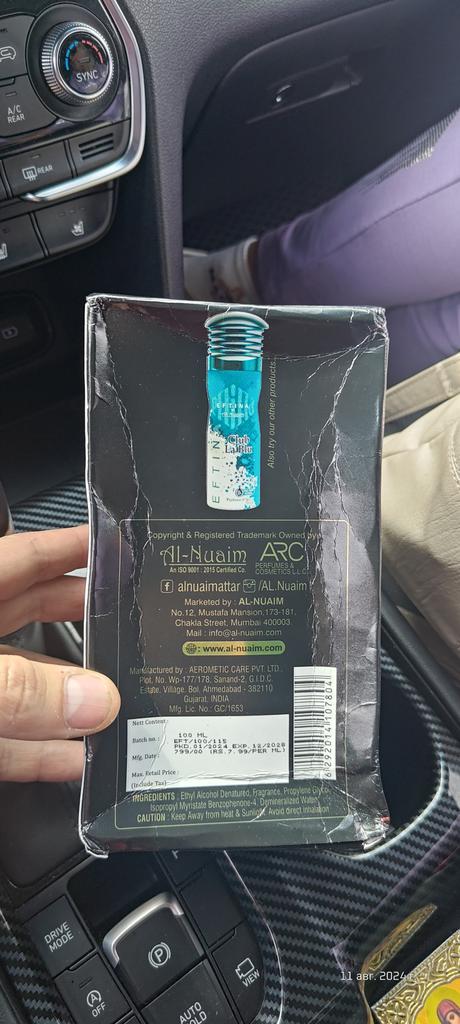 SYNC
A/C
REAR
REAR
EFTINA
EFTINA
Club
La Blu
Also try our other products.
Copyright & Registered Trademark Owned by
Al-Nuaim
An ISO 9001 : 2015 Certified Co.
ARC
PERFUMES &
COSMETICS L.L.C.
alnuaimattar /AL.Nuaim
Marketed by : AL-NUAIM
No.12, Mustafa Mansion, 173-181,
Chakla Street, Mumbai 400003.
Mail : info@al-nuaim.com
: www.al-nuaim.com
Manufactured by : AEROMETIC CARE PVT. LTD.
Plot. No. Wp-177/178, Sanand-2, G.I.D.C.
Estate, Village. Bol, Ahmedabad - 382110
Gujarat, INDIA
Mfg. Lic. No.: GC/1653
Nett Content :
100 ML
Batch no. :
EFT/100/115
Mfg. Date :
PKD.01/2024 EXP.12/2028
799/00 (RS.7.99/PER ML)
Max. Retail Price :
(Include Tax)
6292014107804
INGREDIENTS : Ethyl Alcohol Denatured, Fragrance, Propylene Glycol
Isopropyl Myristate Benzophenone-4, Demineralized Water
CAUTION : Keep Away from heat & Sunlight, Avoid direct inhalation
DRIVE
MODE
P
OFF
P
VIEW
AUTO
HOLD
11 авг. 2024 г.